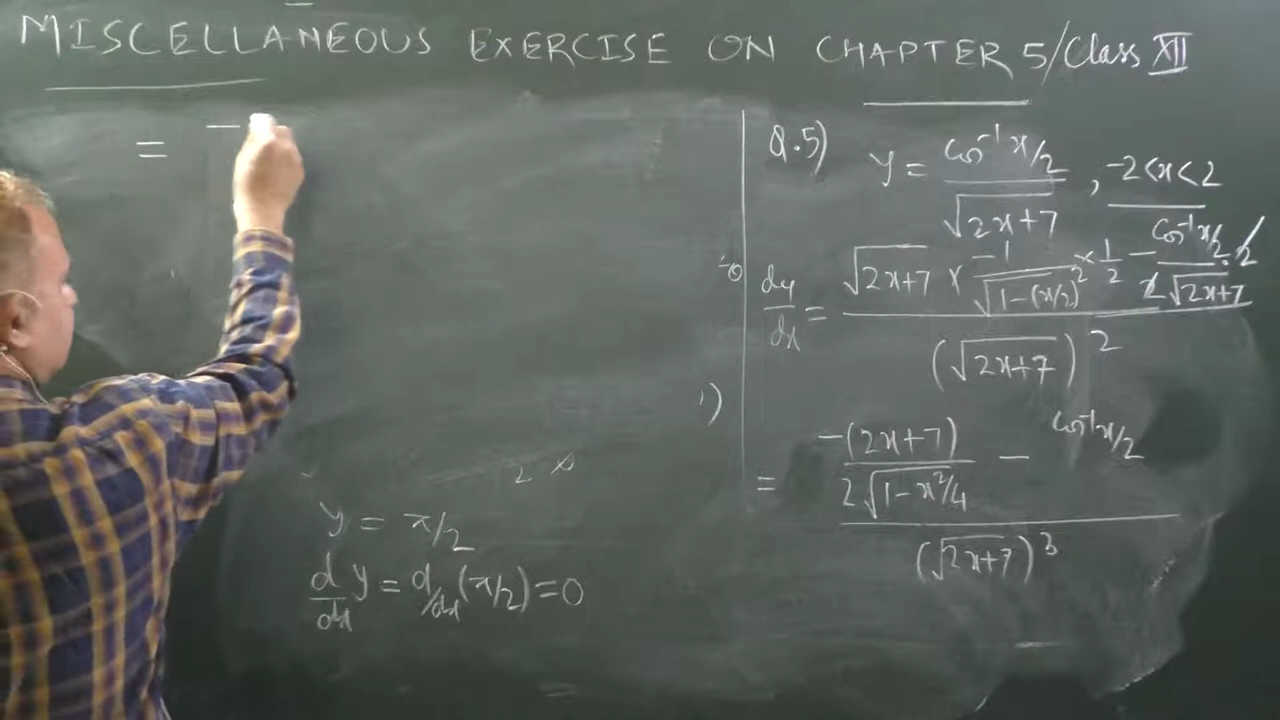 MISCELLANEOUS EXERCISE ON CHAPTER 5/Class XII
= -
y = π/2
d/dx y = d/dx (π/2) = 0
Q.5) y = cos⁻¹ x/2 / √2x+7 , -2<x<2
dy/dx = (√2x+7 × -1/√1-(x/2)² × 1/2 - cos⁻¹ x/2 . 2 / 2√2x+7) / (√2x+7)²
= (-(2x+7) / 2√1-x²/4 - cos⁻¹ x/2) / (√2x+7)³